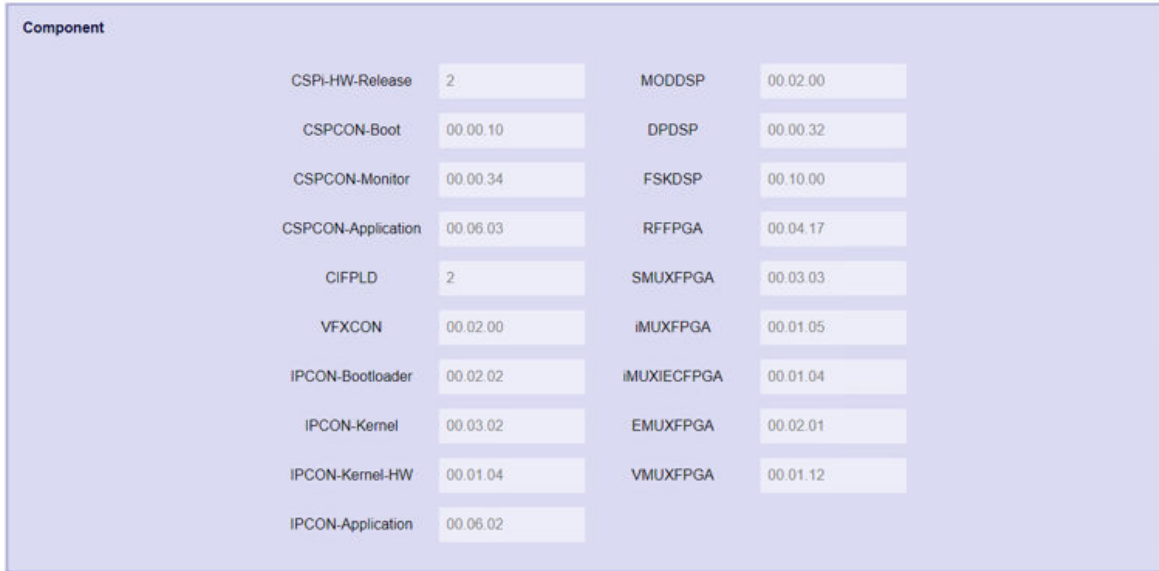 Component
CSPi-HW-Release 2 MODDSP 00.02.00
CSPCON-Boot 00.00.10 DPDSP 00.00.32
CSPCON-Monitor 00.00.34 FSKDSP 00.10.00
CSPCON-Application 00.06.03 RFFPGA 00.04.17
CIFPLD 2 SMUXFPGA 00.03.03
VFXCON 00.02.00 iMUXFPGA 00.01.05
IPCON-Bootloader 00.02.02 iMUXIECFPGA 00.01.04
IPCON-Kernel 00.03.02 EMUXFPGA 00.02.01
IPCON-Kernel-HW 00.01.04 VMUXFPGA 00.01.12
IPCON-Application 00.06.02